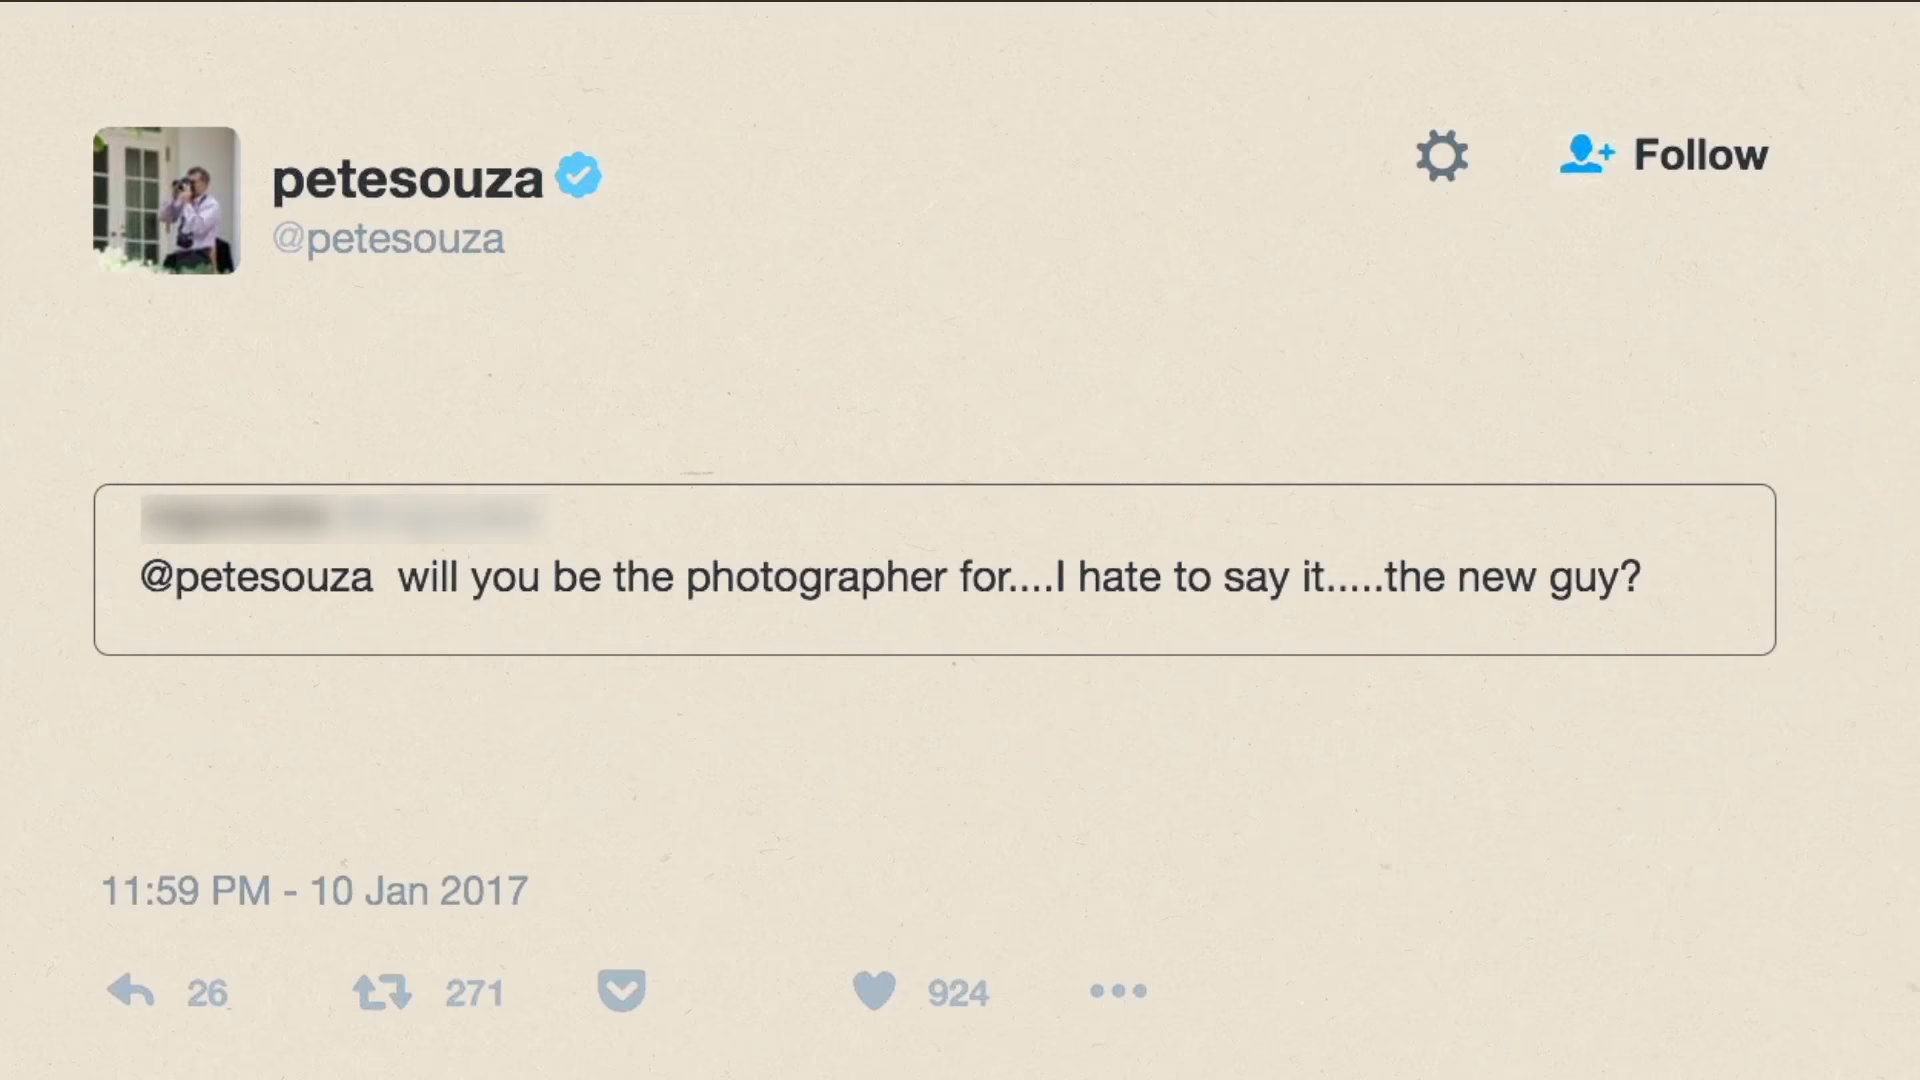 petesouza
@petesouza
Follow
@petesouza will you be the photographer for....I hate to say it.....the new guy?
11:59 PM - 10 Jan 2017
26 271 924